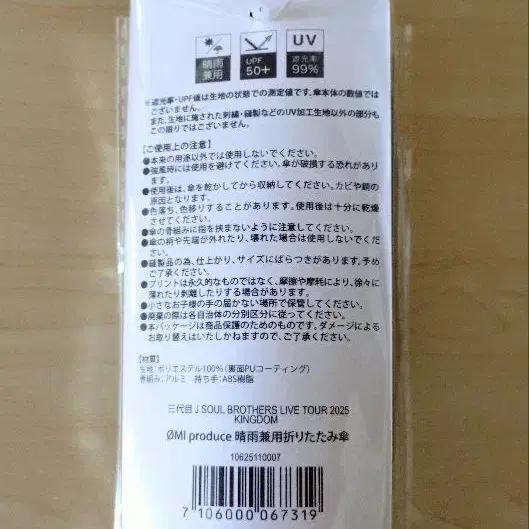 晴雨
兼用
UPF
50+
UV
遮光率
99%
※遮光率・UPF値は生地の状態での測定値です。傘本体の数値では
ございません。
また、生地に施された刺繍・縫製などのUV加工生地以外の部分も
この限りではございません。
【ご使用上の注意】
●本来の用途以外では使用しないでください。
●強風時には使用を避けてください。傘が破損する恐れがあり
ます。
●使用後は、傘を乾かしてから収納してください。カビや錆の
原因となります。
●色落ち、色移りすることがあります。使用後は十分に乾燥
させてください。
●傘の骨組みに指を挟まないように注意してください。
●傘の柄や先端が外れたり、壊れた場合は使用しないでくだ
さい。
●縫製品の為、仕上がり、サイズにばらつきがあります。予め
ご了承ください。
●プリントは永久的なものではなく、摩擦や摩耗により、徐々に
薄れたり剥離したりする場合があります。
●小さなお子様の手の届かない場所で保管してください。
●廃棄の際は各自治体の分別区分に従ってください。
●本パッケージは商品保護のためのものです。ダメージによる
お取り替えはいたしかねますので、ご了承ください。
【材質】
生地：ポリエステル100%（裏面PUコーティング）
骨組み：アルミ 持ち手：ABS樹脂
三代目 J SOUL BROTHERS LIVE TOUR 2025
KINGDOM
ØMI produce 晴雨兼用折りたたみ傘
10625110007
7106000067319